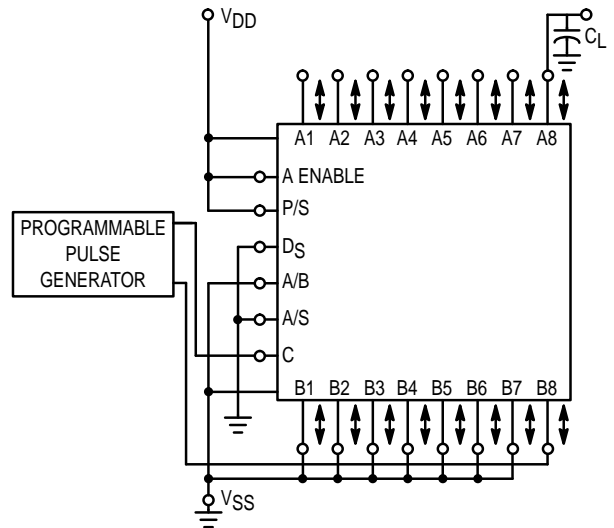 VDD
CL
A1 A2 A3 A4 A5 A6 A7 A8
A ENABLE
P/S
DS
A/B
A/S
C
PROGRAMMABLE
PULSE
GENERATOR
B1 B2 B3 B4 B5 B6 B7 B8
VSS